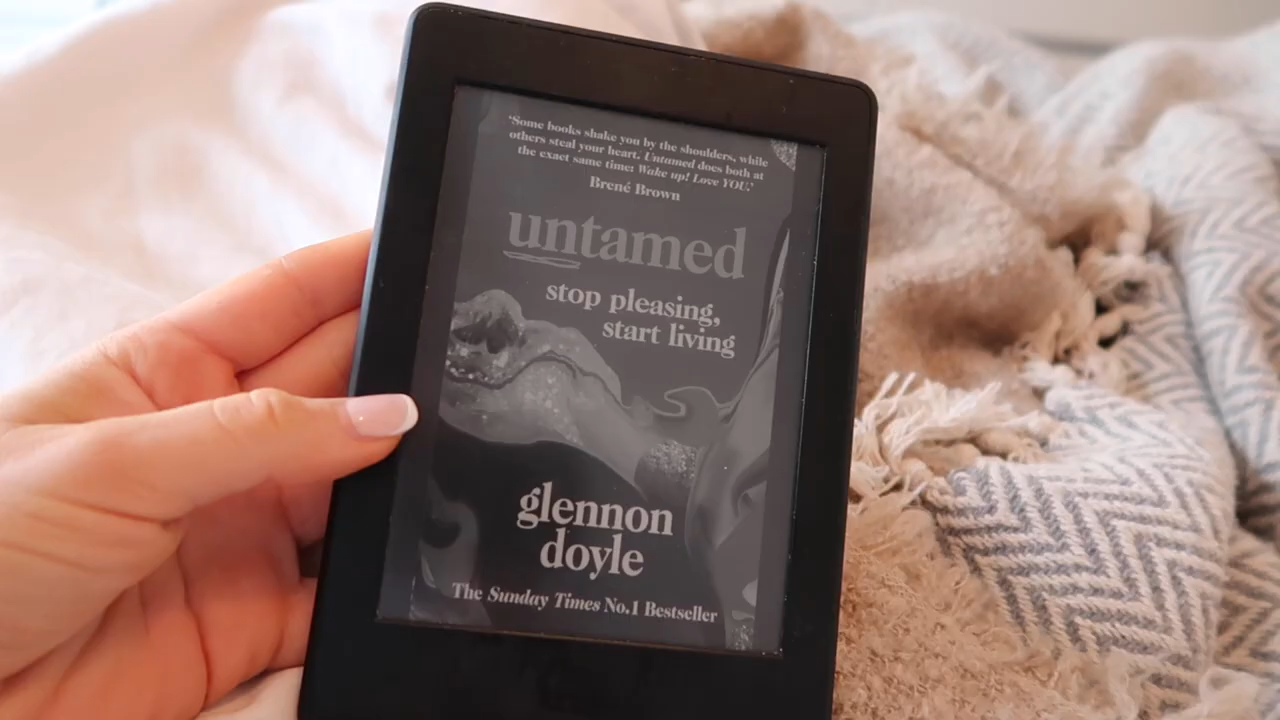 ‘Some books shake you by the shoulders, while
others steal your heart. Untamed does both at
the exact same time: Wake up! Love YOU.’
Brené Brown
untamed
stop pleasing,
start living
glennon
doyle
The Sunday Times No.1 Bestseller